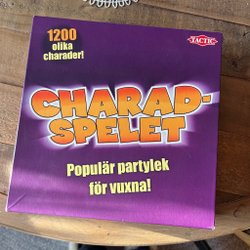 1200
olika
charader!
TACTIC
CHARAD-
SPELET
Populär partylek
för vuxna!